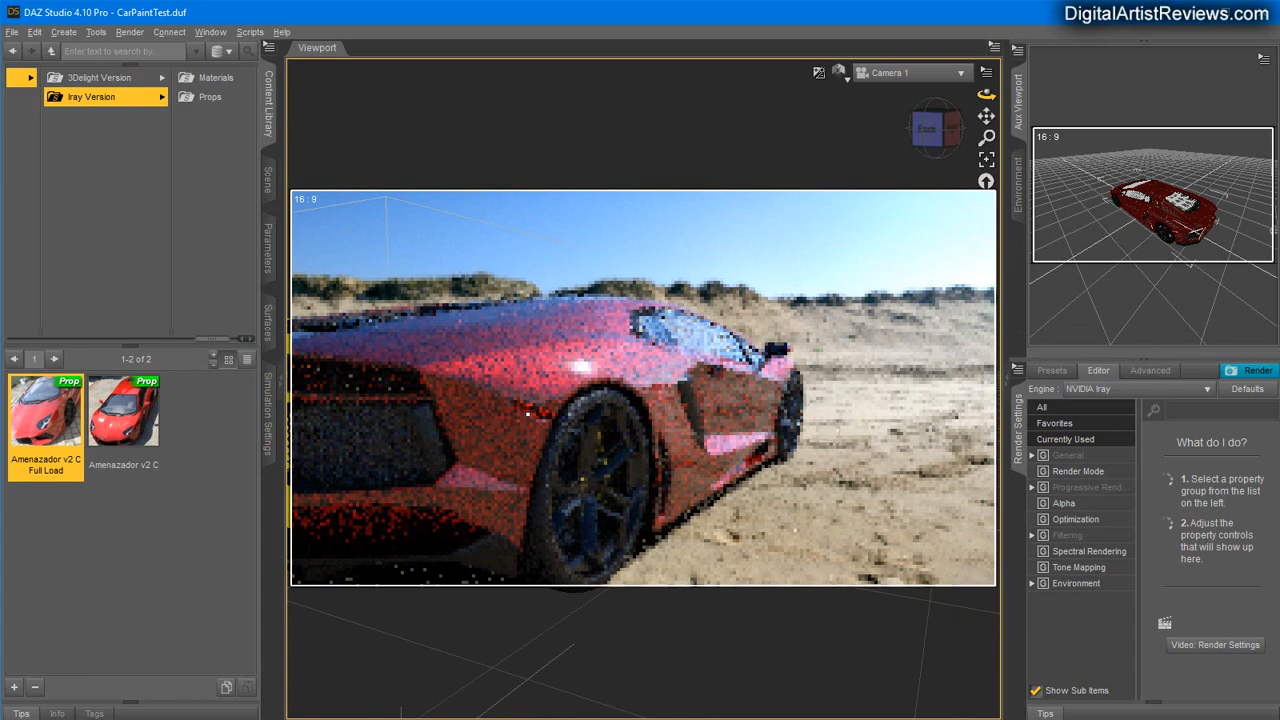 DS DAZ Studio 4.10 Pro - CarPaintTest.duf
DigitalArtistReviews.com
File Edit Create Tools Render Connect Window Scripts Help
Enter text to search by...
Viewport
3Delight Version
Materials
Iray Version
Props
Content Library
Scene
Parameters
Surfaces
Simulation Settings
1
1-2 of 2
Prop
Prop
Amenazador v2 C
Full Load
Amenazador v2 C
Tips Info Tags
Camera 1
Back
16 : 9
Aux Viewport
Environment
16 : 9
Presets Editor Advanced Render
Engine : NVIDIA Iray Defaults
Render Settings
All
Favorites
Currently Used
G General
G Render Mode
G Progressive Rend...
G Alpha
G Optimization
G Filtering
G Spectral Rendering
G Tone Mapping
G Environment
What do I do?
1. Select a property
group from the list
on the left.
2. Adjust the
property controls
that will show up
here.
Video: Render Settings
Show Sub Items
Tips